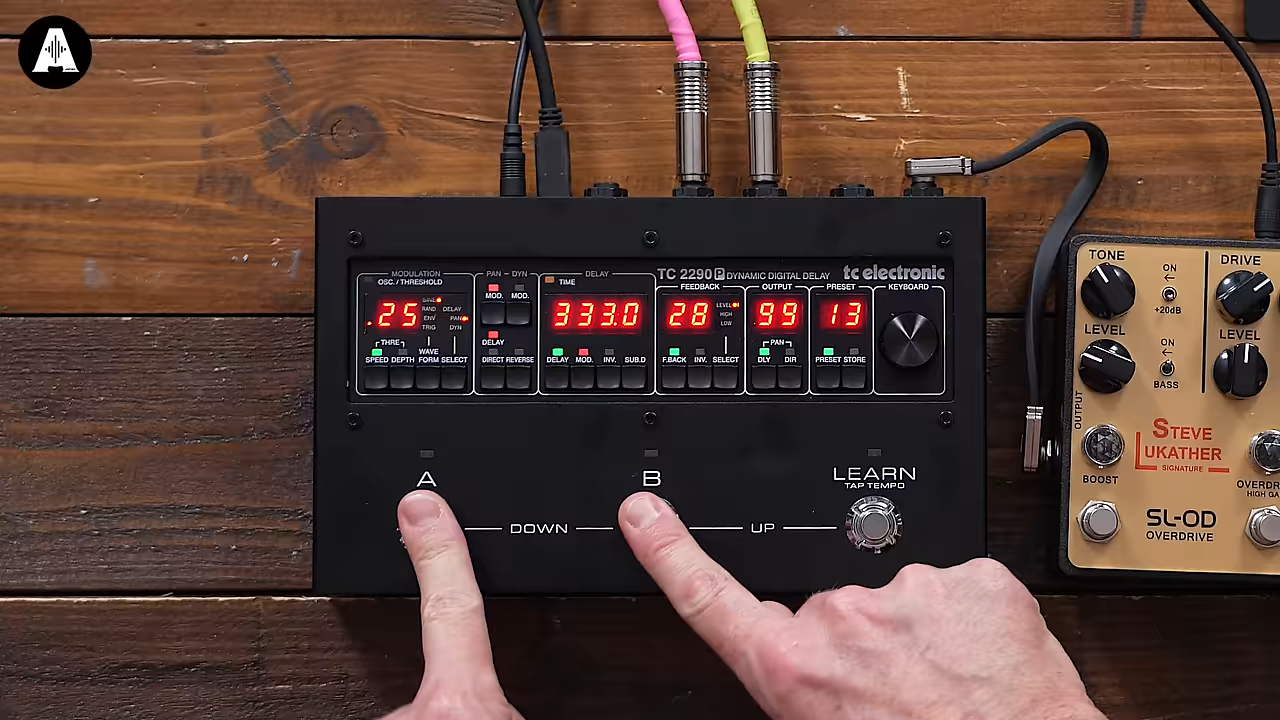 A
TC 2290 P DYNAMIC DIGITAL DELAY
tc electronic
MODULATION
OSC./THRESHOLD
25
SINE
RAND
ENV
TRIG
DELAY
PAN
DYN
THRE
SPEED DEPTH WAVE FORM SELECT
PAN - DYN
MOD. MOD.
DELAY
DIRECT REVERSE
DELAY
TIME
333.0
DELAY MOD. INV. SUB.D
FEEDBACK
28
LEVEL
HIGH
LOW
F.BACK INV. SELECT
OUTPUT
99
PAN
DLY DIR
PRESET
13
PRESET STORE
KEYBOARD
A
B
LEARN
TAP TEMPO
DOWN
UP
TONE
ON
DRIVE
+20dB
LEVEL
LEVEL
ON
BASS
OUTPUT
STEVE
LUKATHER
SIGNATURE
BOOST
OVERDR
HIGH GA
SL-OD
OVERDRIVE